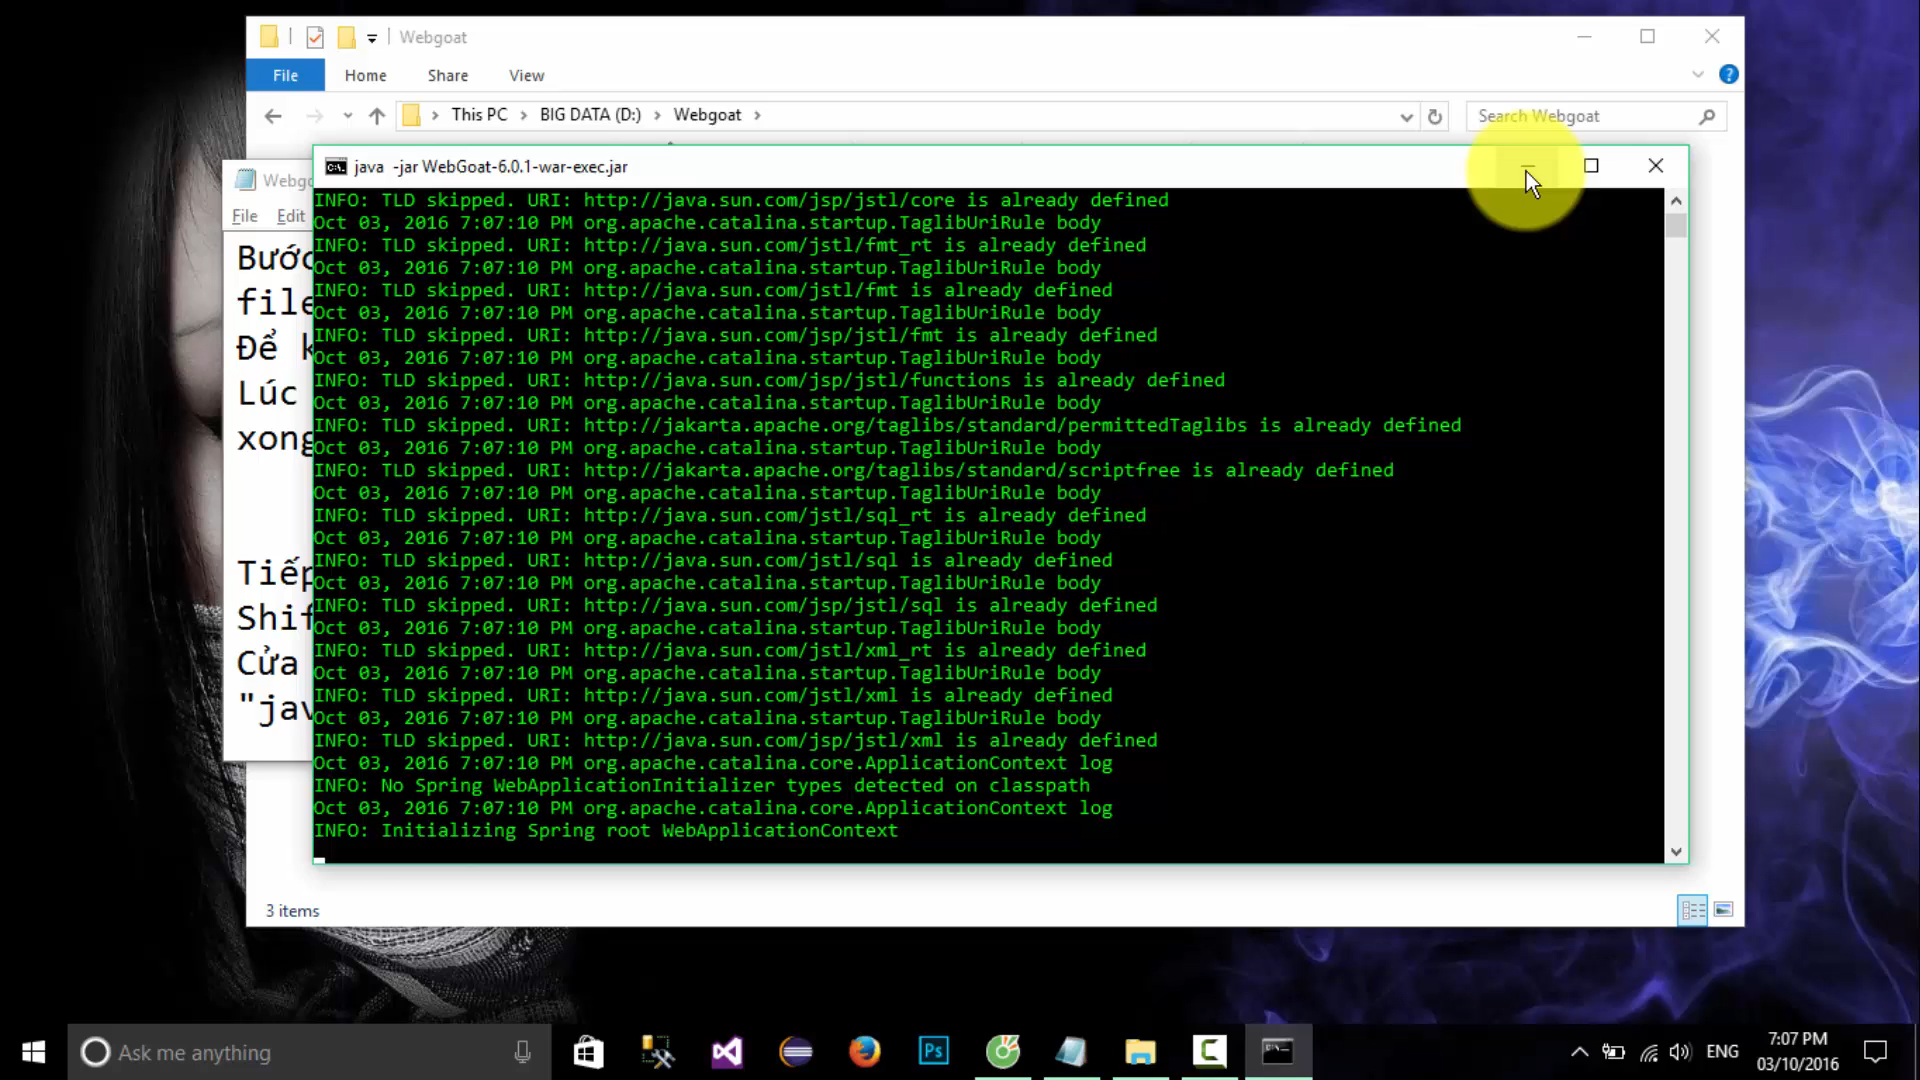 Webgoat
File Home Share View
This PC BIG DATA (D:) Webgoat
Search Webgoat
java -jar WebGoat-6.0.1-war-exec.jar
INFO: TLD skipped. URI: http://java.sun.com/jsp/jstl/core is already defined
Oct 03, 2016 7:07:10 PM org.apache.catalina.startup.TaglibUriRule body
INFO: TLD skipped. URI: http://java.sun.com/jstl/fmt_rt is already defined
Oct 03, 2016 7:07:10 PM org.apache.catalina.startup.TaglibUriRule body
INFO: TLD skipped. URI: http://java.sun.com/jstl/fmt is already defined
Oct 03, 2016 7:07:10 PM org.apache.catalina.startup.TaglibUriRule body
INFO: TLD skipped. URI: http://java.sun.com/jsp/jstl/fmt is already defined
Oct 03, 2016 7:07:10 PM org.apache.catalina.startup.TaglibUriRule body
INFO: TLD skipped. URI: http://java.sun.com/jsp/jstl/functions is already defined
Oct 03, 2016 7:07:10 PM org.apache.catalina.startup.TaglibUriRule body
INFO: TLD skipped. URI: http://jakarta.apache.org/taglibs/standard/permittedTaglibs is already defined
Oct 03, 2016 7:07:10 PM org.apache.catalina.startup.TaglibUriRule body
INFO: TLD skipped. URI: http://jakarta.apache.org/taglibs/standard/scriptfree is already defined
Oct 03, 2016 7:07:10 PM org.apache.catalina.startup.TaglibUriRule body
INFO: TLD skipped. URI: http://java.sun.com/jstl/sql_rt is already defined
Oct 03, 2016 7:07:10 PM org.apache.catalina.startup.TaglibUriRule body
INFO: TLD skipped. URI: http://java.sun.com/jstl/sql is already defined
Oct 03, 2016 7:07:10 PM org.apache.catalina.startup.TaglibUriRule body
INFO: TLD skipped. URI: http://java.sun.com/jsp/jstl/sql is already defined
Oct 03, 2016 7:07:10 PM org.apache.catalina.startup.TaglibUriRule body
INFO: TLD skipped. URI: http://java.sun.com/jstl/xml_rt is already defined
Oct 03, 2016 7:07:10 PM org.apache.catalina.startup.TaglibUriRule body
INFO: TLD skipped. URI: http://java.sun.com/jstl/xml is already defined
Oct 03, 2016 7:07:10 PM org.apache.catalina.startup.TaglibUriRule body
INFO: TLD skipped. URI: http://java.sun.com/jsp/jstl/xml is already defined
Oct 03, 2016 7:07:10 PM org.apache.catalina.core.ApplicationContext log
INFO: No Spring WebApplicationInitializer types detected on classpath
Oct 03, 2016 7:07:10 PM org.apache.catalina.core.ApplicationContext log
INFO: Initializing Spring root WebApplicationContext
File Edit
file
Để
Lúc
xong
Tiếp
Cửa
3 items
Ask me anything
Ps
ENG
7:07 PM
03/10/2016